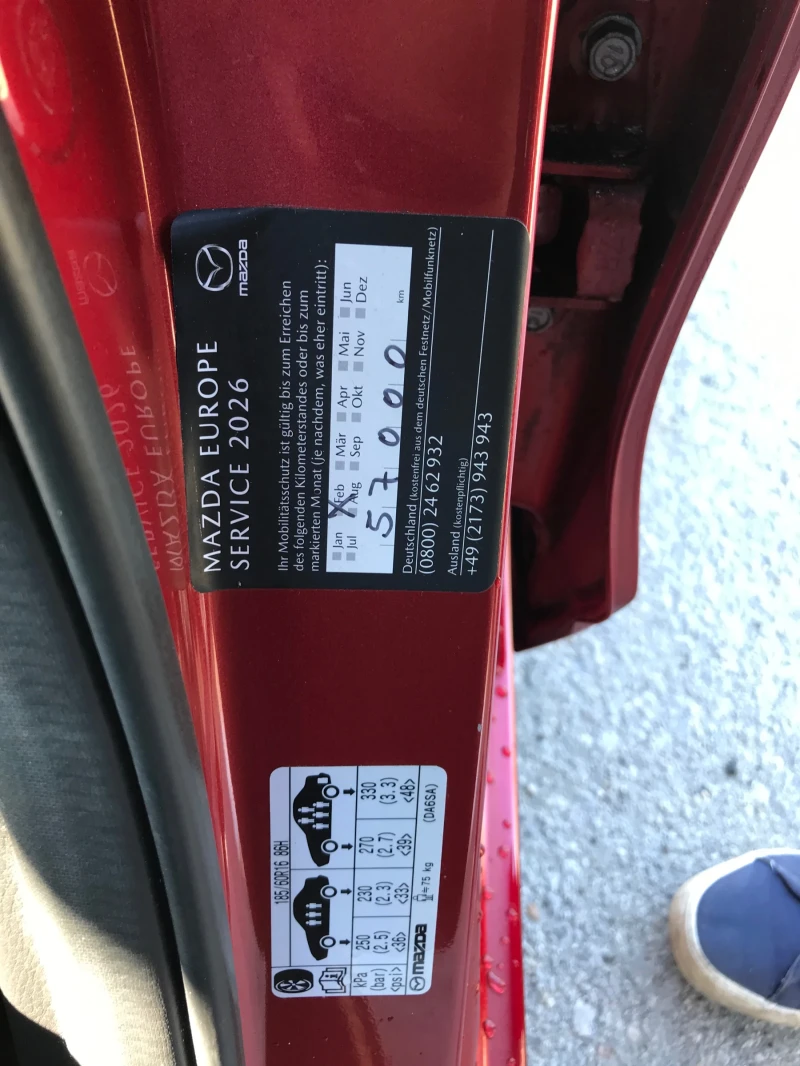 MAZDA EUROPE
SERVICE 2026
mazda
Ihr Mobilitätsschutz ist gültig bis zum Erreichen
des folgenden Kilometerstandes oder bis zum
markierten Monat (je nachdem, was eher eintritt):
Jan Feb Mär Apr Mai Jun
Jul Aug Sep Okt Nov Dez
57000 km
Deutschland (kostenfrei aus dem deutschen Festnetz/Mobilfunknetz)
(0800) 24 62 932
Ausland (kostenpflichtig)
+49 (2173) 943 943
185/60R16 86H
kPa 250 230 270 330
(bar) (2.5) (2.3) (2.7) (3.3)
<psi> <36> <33> <39> <48>
mazda ≒75 kg (DA6SA)